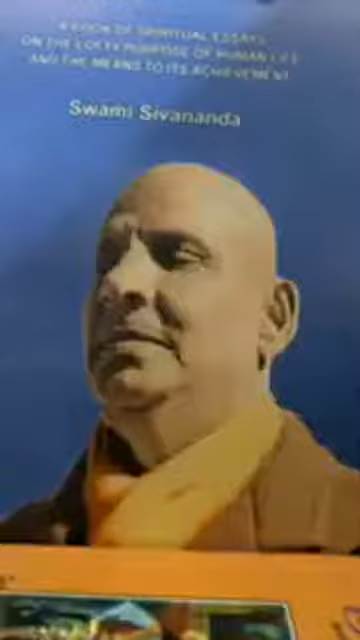 A BOOK OF SPIRITUAL ESSAYS
ON THE LOFTY PURPOSE OF HUMAN LIFE
AND THE MEANS TO ITS ACHIEVEMENT
Swami Sivananda